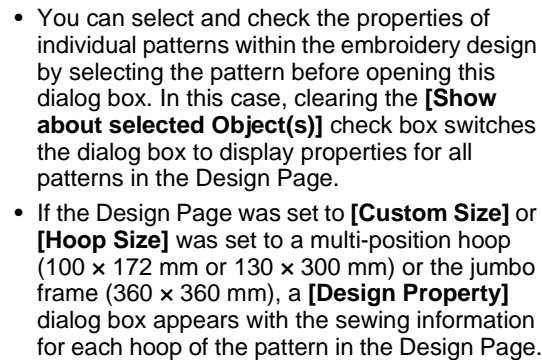 • You can select and check the properties of
individual patterns within the embroidery design
by selecting the pattern before opening this
dialog box. In this case, clearing the [Show
about selected Object(s)] check box switches
the dialog box to display properties for all
patterns in the Design Page.
• If the Design Page was set to [Custom Size] or
[Hoop Size] was set to a multi-position hoop
(100 × 172 mm or 130 × 300 mm) or the jumbo
frame (360 × 360 mm), a [Design Property]
dialog box appears with the sewing information
for each hoop of the pattern in the Design Page.